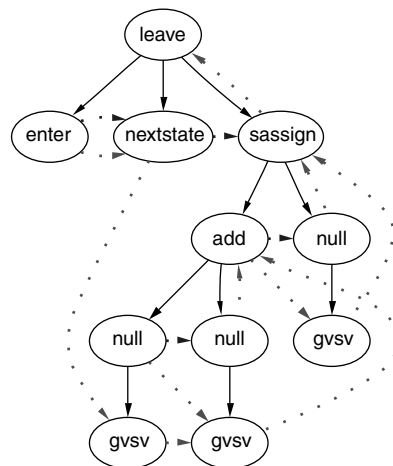 leave
enter
nextstate
sassign
add
null
null
null
gvsv
gvsv
gvsv